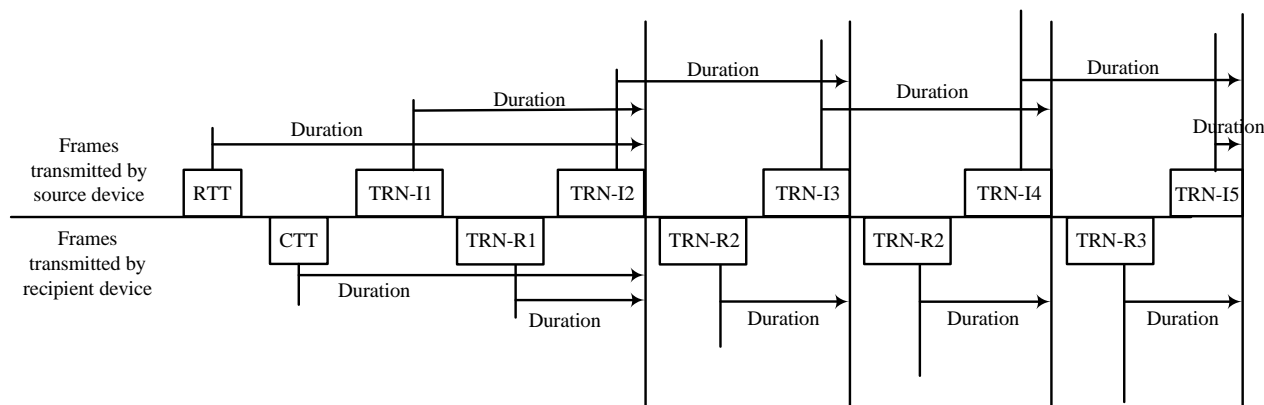 Duration
Duration
Duration
Duration
Duration
Duration
Frames
transmitted by
source device
RTT
TRN-I1
TRN-I2
TRN-I3
TRN-I4
TRN-I5
Frames
transmitted by
recipient device
CTT
TRN-R1
TRN-R2
TRN-R2
TRN-R3
Duration
Duration
Duration
Duration
Duration